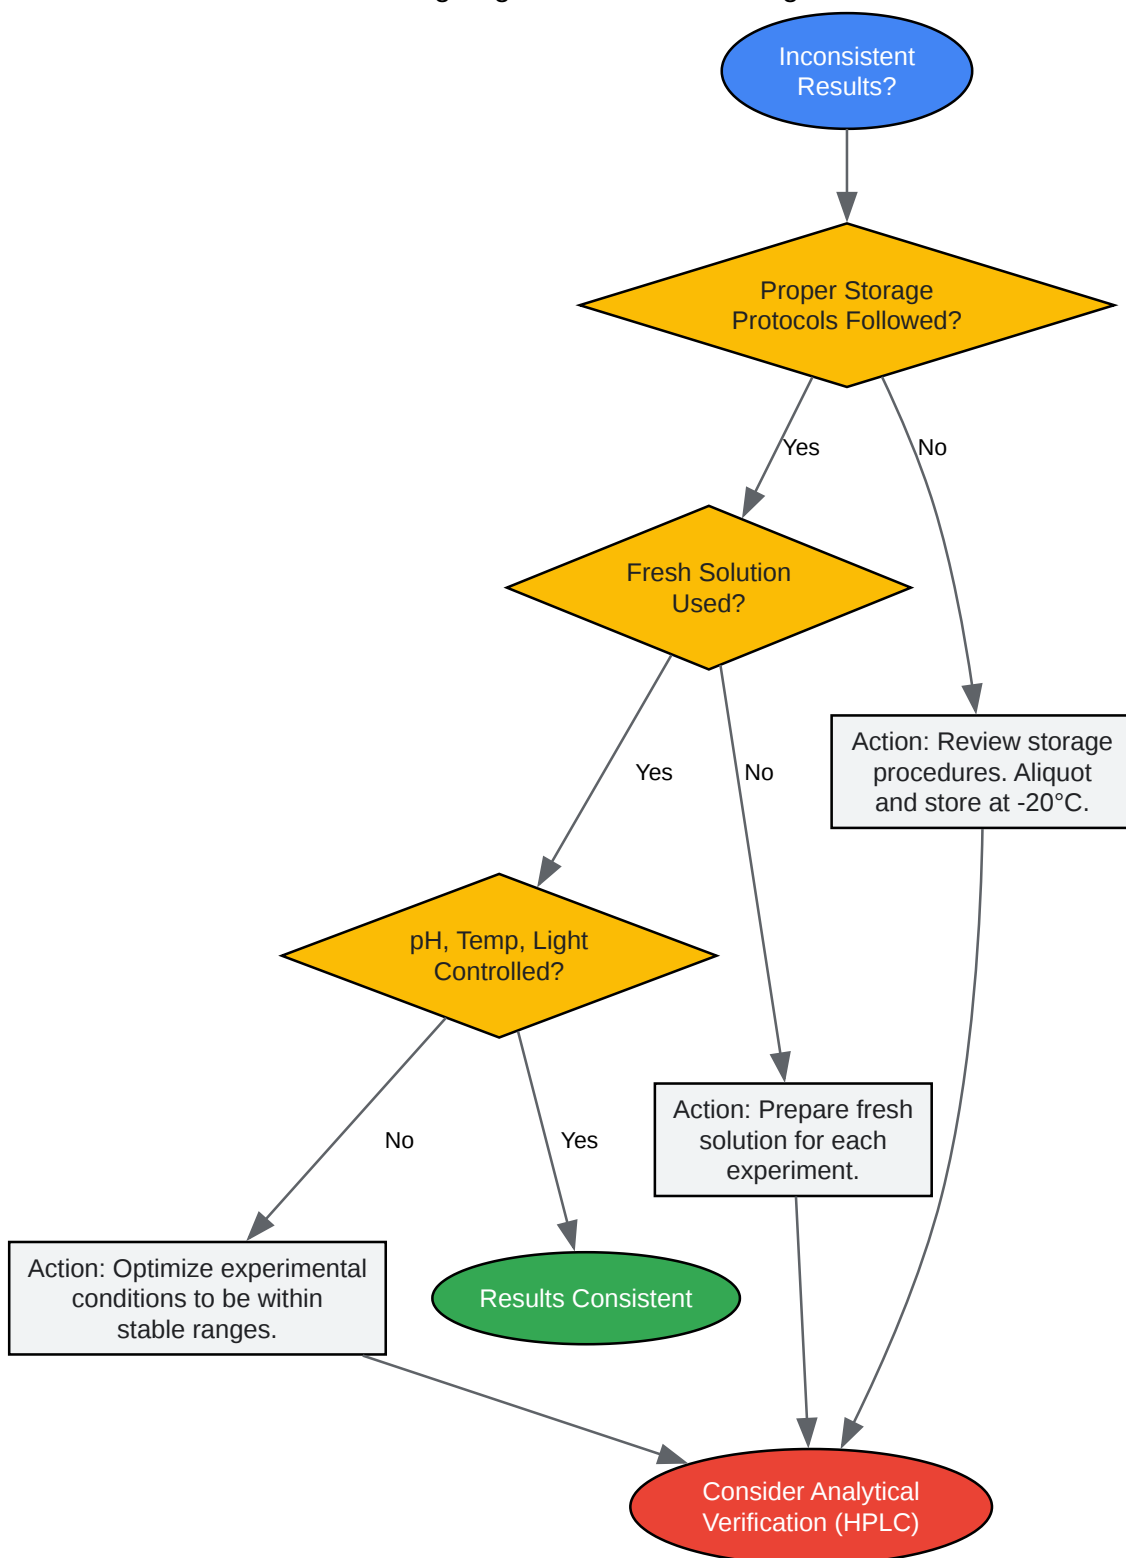 Inconsistent
Results?
Proper Storage
Protocols Followed?
Yes
No
Fresh Solution
Used?
Yes
No
Action: Review storage
procedures. Aliquot
and store at -20°C.
pH, Temp, Light
Controlled?
No
Yes
Action: Prepare fresh
solution for each
experiment.
Action: Optimize experimental
conditions to be within
stable ranges.
Results Consistent
Consider Analytical
Verification (HPLC)